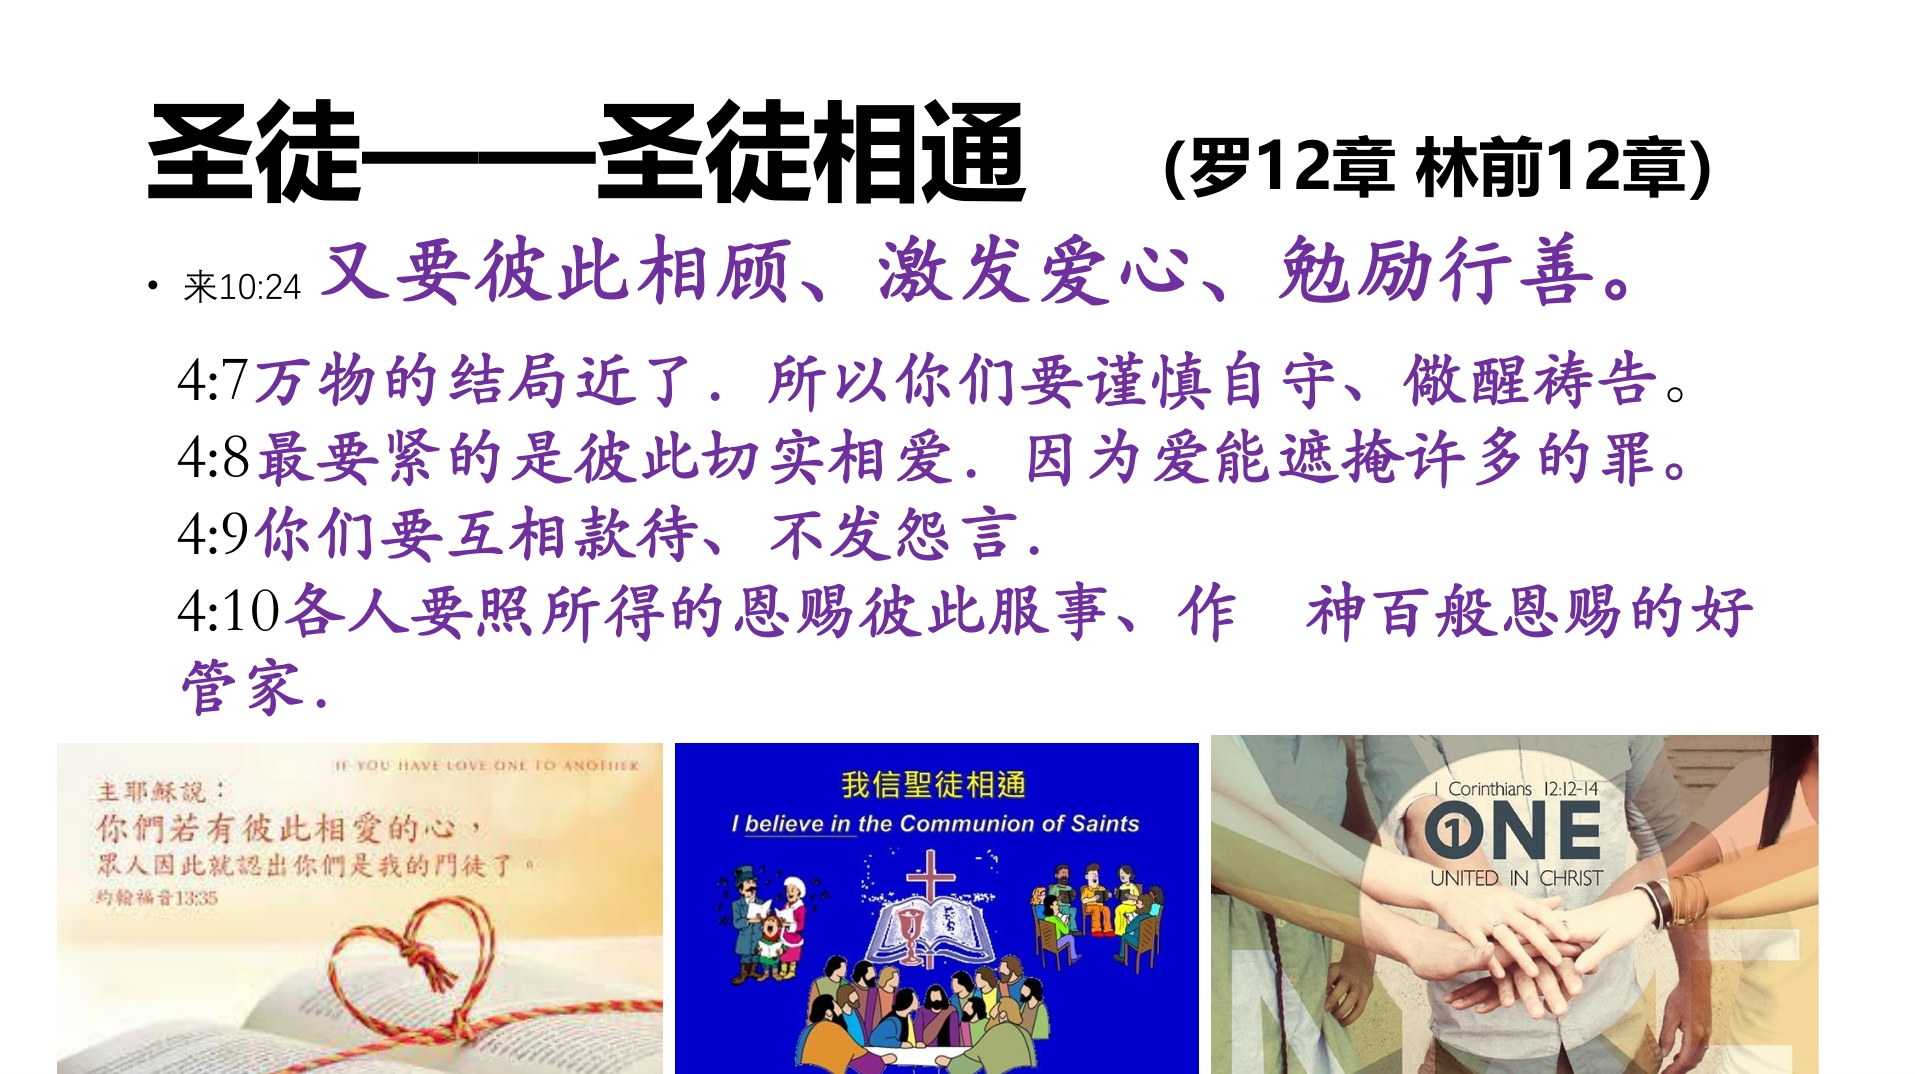 圣徒——圣徒相通 (罗12章 林前12章)
• 来10:24 又要彼此相顾、激发爱心、勉励行善。
4:7万物的结局近了．所以你们要谨慎自守、儆醒祷告。
4:8最要紧的是彼此切实相爱．因为爱能遮掩许多的罪。
4:9你们要互相款待、不发怨言．
4:10各人要照所得的恩赐彼此服事、作　神百般恩赐的好
管家．
IF YOU HAVE LOVE ONE TO ANOTHER
主耶穌說：
你們若有彼此相愛的心，
眾人因此就認出你們是我的門徒了。
約翰福音13:35
我信聖徒相通
I believe in the Communion of Saints
1 Corinthians 12:12-14
ONE
1
UNITED IN CHRIST